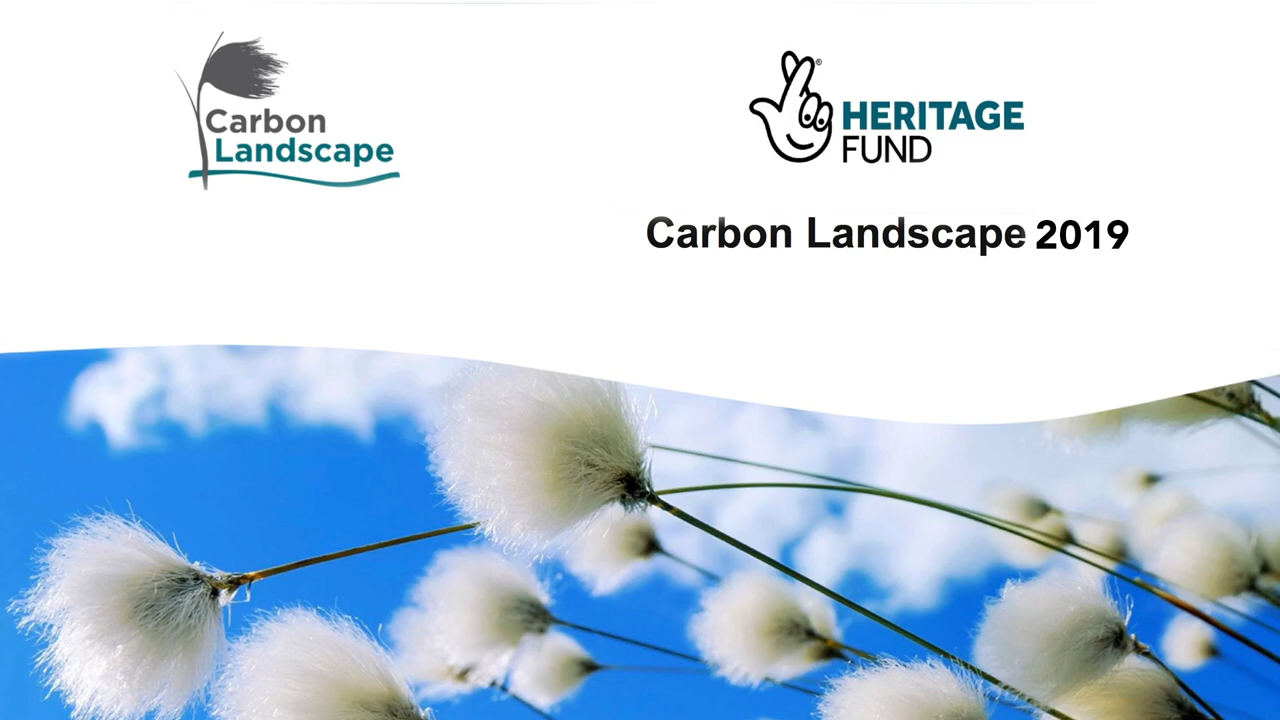 Carbon
Landscape
®
HERITAGE
FUND
Carbon Landscape 2019